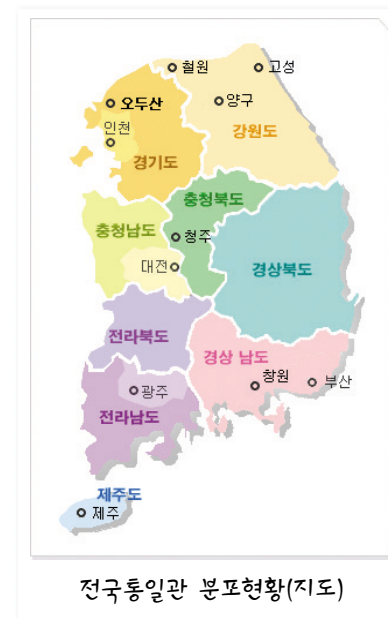 철원
고성
오두산
양구
인천
강원도
경기도
충청북도
충청남도
청주
대전
경상북도
전라북도
경상 남도
창원
부산
광주
전라남도
제주도
제주
전국통일관 분포현황(지도)